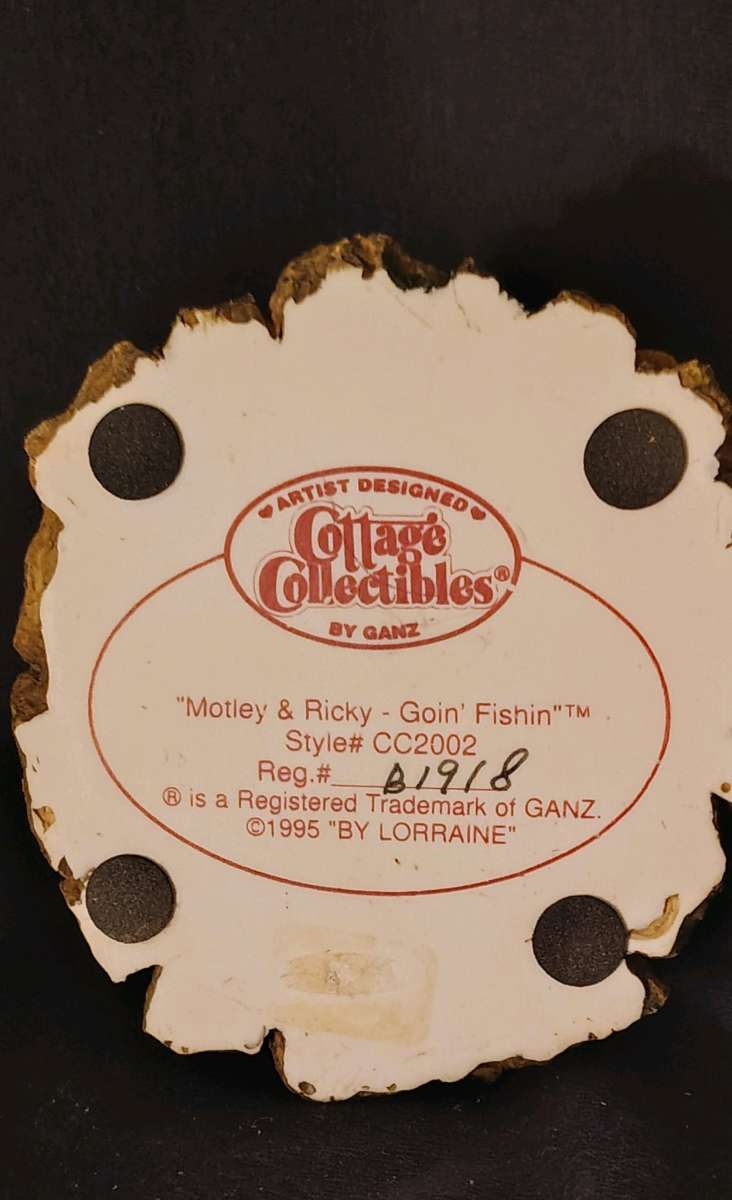 ♥ ARTIST DESIGNED ♥
Cottage
Collectibles®
BY GANZ
"Motley & Ricky - Goin' Fishin"™
Style# CC2002
Reg.# B1918
® is a Registered Trademark of GANZ.
©1995 "BY LORRAINE"